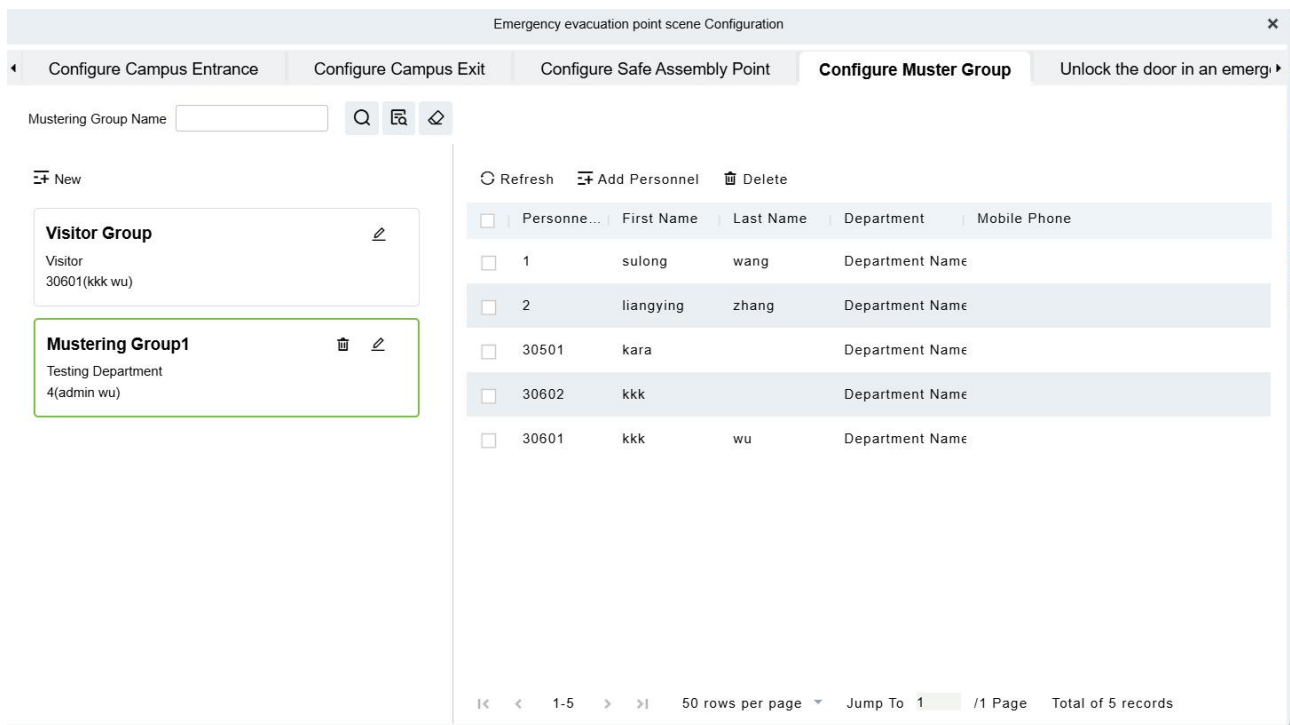 Emergency evacuation point scene Configuration
Configure Campus Entrance Configure Campus Exit Configure Safe Assembly Point Configure Muster Group Unlock the door in an emerg
Mustering Group Name
New
Visitor Group
Visitor
30601(kkk wu)
Mustering Group1
Testing Department
4(admin wu)
Refresh Add Personnel Delete
Personne... First Name Last Name Department Mobile Phone
1 sulong wang Department Name
2 liangying zhang Department Name
30501 kara Department Name
30602 kkk Department Name
30601 kkk wu Department Name
1-5 50 rows per page Jump To 1 /1 Page Total of 5 records